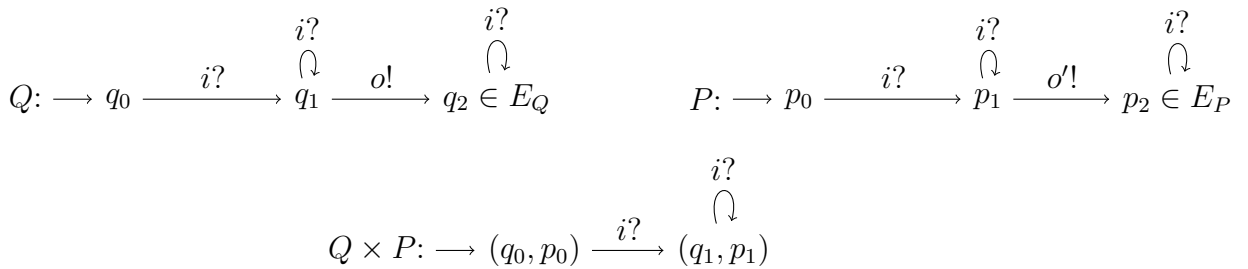 i? i? i? i?
Q: q₀ i? q₁ o! q₂ ∈ E_Q P: p₀ i? p₁ o′! p₂ ∈ E_P
i?
Q × P: (q₀, p₀) i? (q₁, p₁)